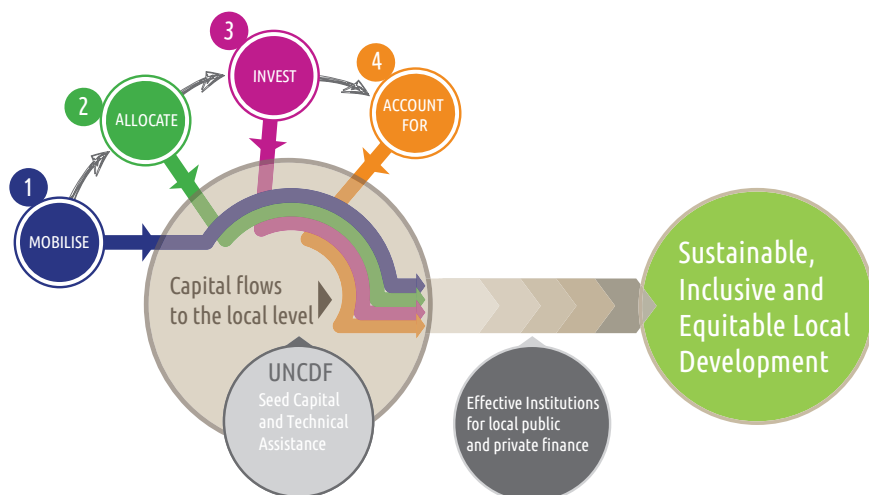 1
MOBILISE
2
ALLOCATE
3
INVEST
4
ACCOUNT
FOR
Capital flows
to the local level
UNCDF
Seed Capital
and Technical
Assistance
Effective Institutions
for local public
and private finance
Sustainable,
Inclusive and
Equitable Local
Development